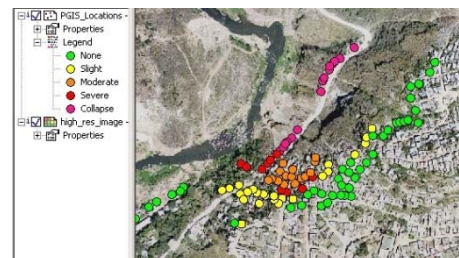 PGIS_Locations -
Properties
Legend
None
Slight
Moderate
Severe
Collapse
high_res_image -
Properties